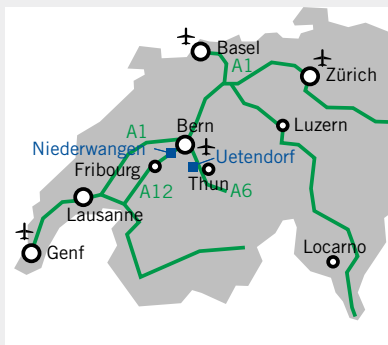 Basel
A1
Zürich
A1
Bern
Luzern
Niederwangen
Uetendorf
Fribourg
Thun
A12
A6
Lausanne
Genf
Locarno